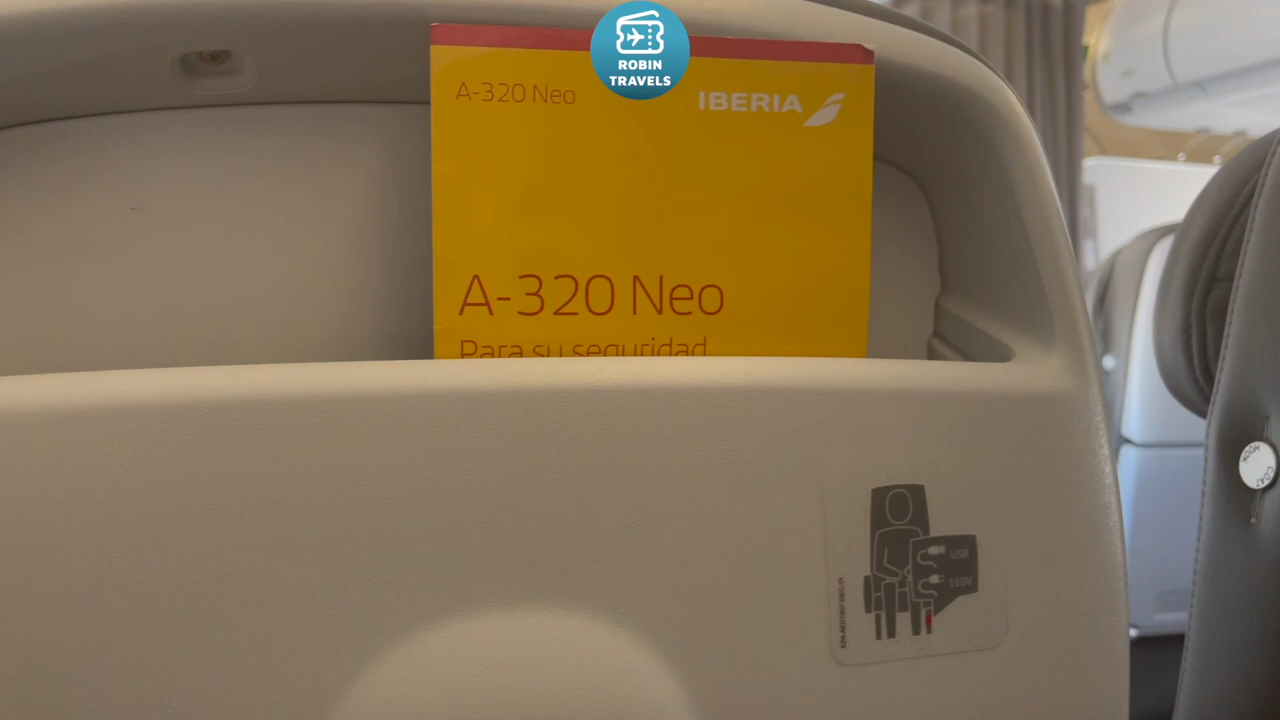 ROBIN
TRAVELS
A-320 Neo
IBERIA
A-320 Neo
Para su seguridad
USB
110V
COAT
HOOK